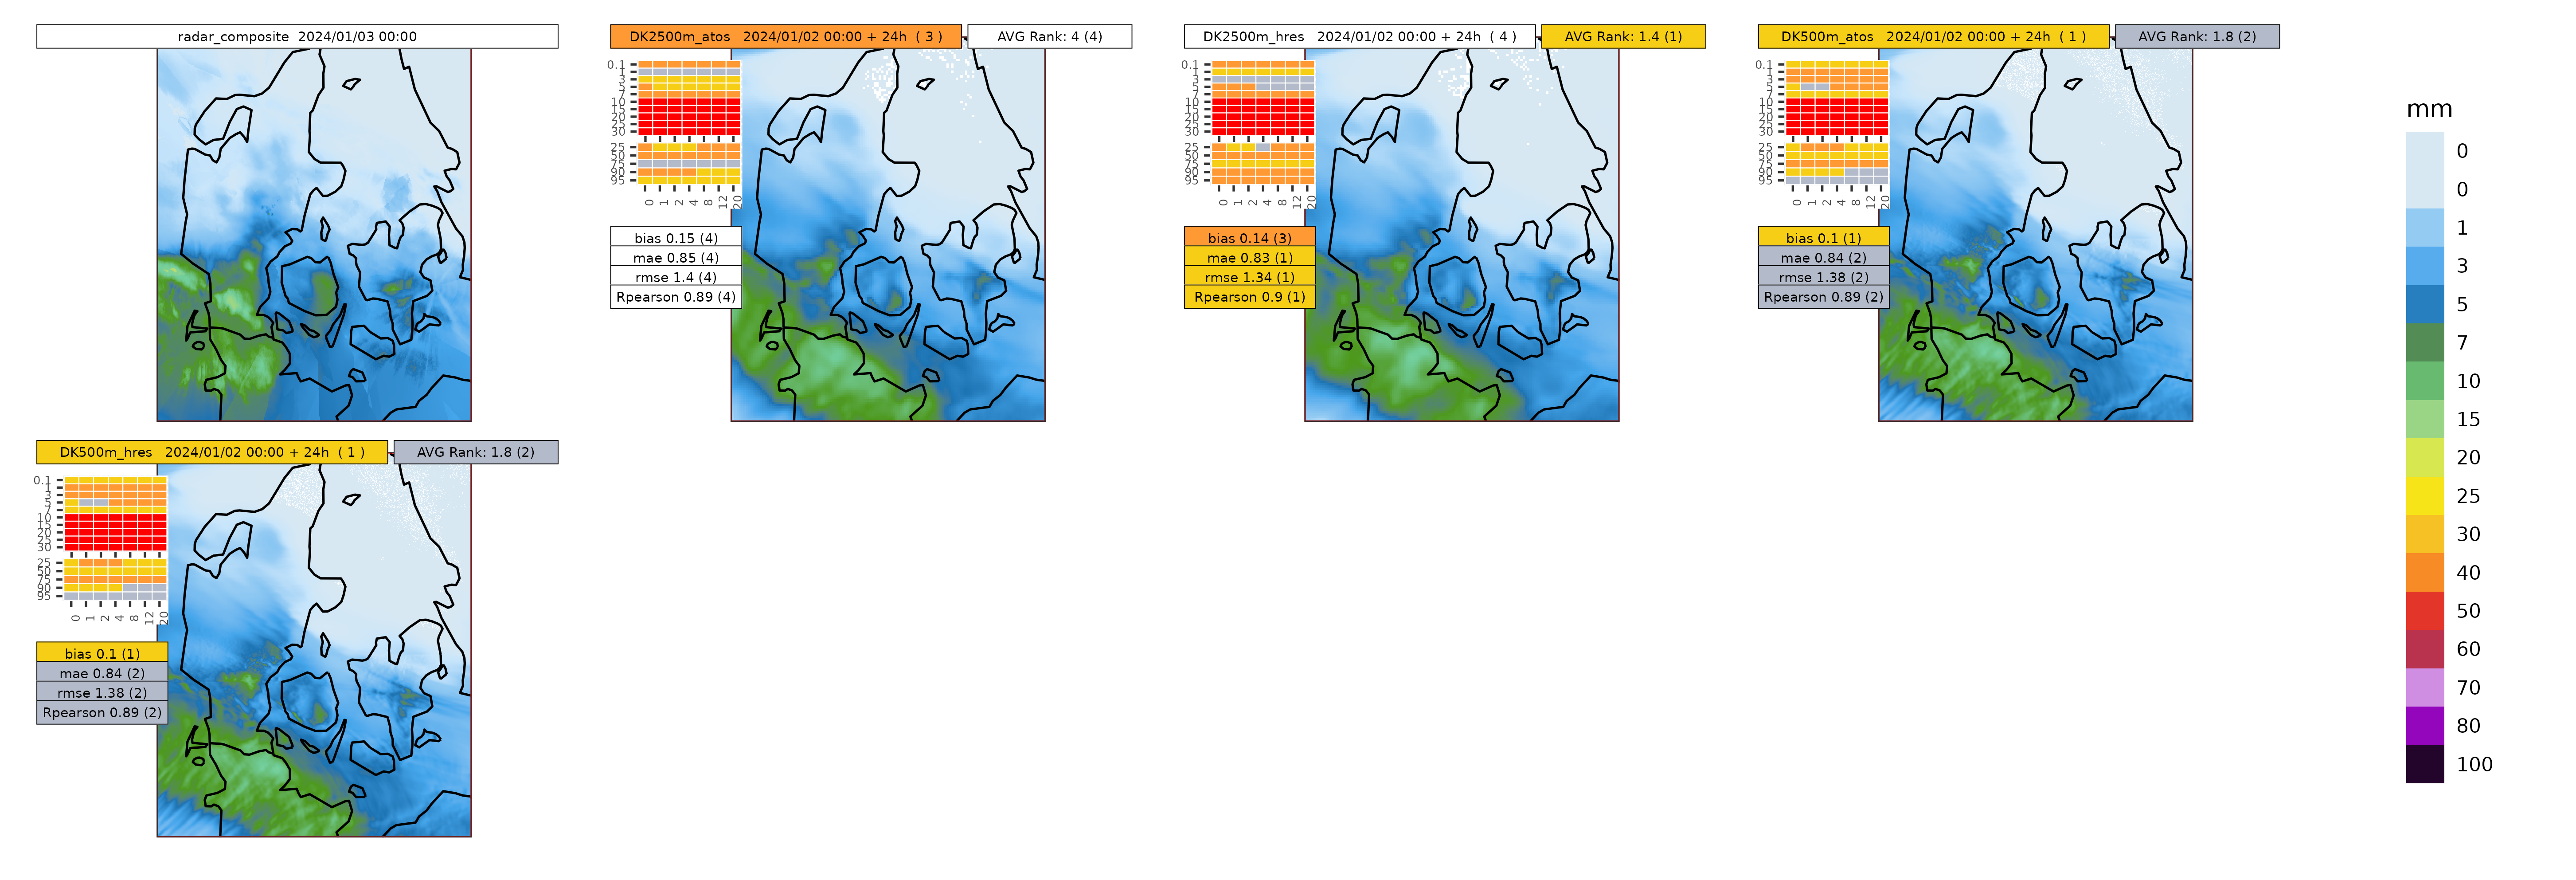 radar_composite 2024/01/03 00:00
DK2500m_atos 2024/01/02 00:00 + 24h ( 3 )
AVG Rank: 4 (4)
0.1
1
3
5
7
10
15
20
25
30
25
50
75
90
95
0 1 2 4 8 12 20
bias 0.15 (4)
mae 0.85 (4)
rmse 1.4 (4)
Rpearson 0.89 (4)
DK2500m_hres 2024/01/02 00:00 + 24h ( 4 )
AVG Rank: 1.4 (1)
0.1
1
3
5
7
10
15
20
25
30
25
50
75
90
95
0 1 2 4 8 12 20
bias 0.14 (3)
mae 0.83 (1)
rmse 1.34 (1)
Rpearson 0.9 (1)
DK500m_atos 2024/01/02 00:00 + 24h ( 1 )
AVG Rank: 1.8 (2)
0.1
1
3
5
7
10
15
20
25
30
25
50
75
90
95
0 1 2 4 8 12 20
bias 0.1 (1)
mae 0.84 (2)
rmse 1.38 (2)
Rpearson 0.89 (2)
mm
0
0
1
3
5
7
10
15
20
25
30
40
50
60
70
80
100
DK500m_hres 2024/01/02 00:00 + 24h ( 1 )
AVG Rank: 1.8 (2)
0.1
1
3
5
7
10
15
20
25
30
25
50
75
90
95
0 1 2 4 8 12 20
bias 0.1 (1)
mae 0.84 (2)
rmse 1.38 (2)
Rpearson 0.89 (2)